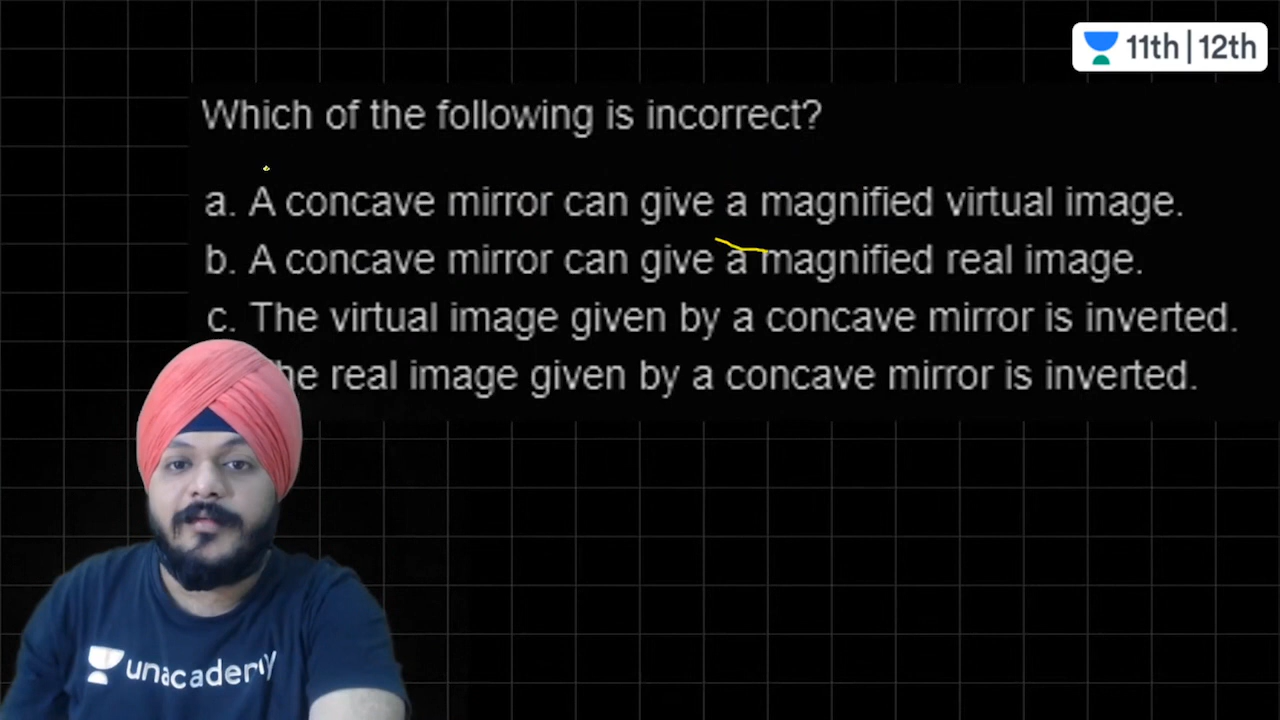 11th | 12th
Which of the following is incorrect?
a. A concave mirror can give a magnified virtual image.
b. A concave mirror can give a magnified real image.
c. The virtual image given by a concave mirror is inverted.
real image given by a concave mirror is inverted.
unacademy